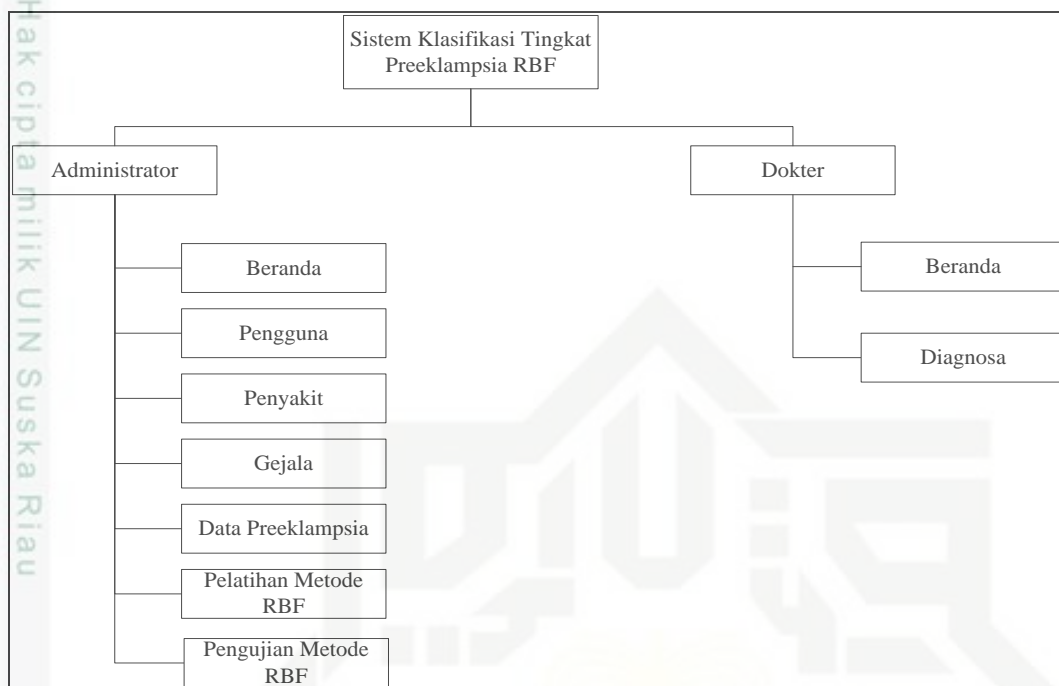 Hak cipta milik UIN Suska Riau
Sistem Klasifikasi Tingkat
Preeklampsia RBF
Administrator
Dokter
Beranda
Pengguna
Penyakit
Gejala
Data Preeklampsia
Pelatihan Metode
RBF
Pengujian Metode
RBF
Beranda
Diagnosa